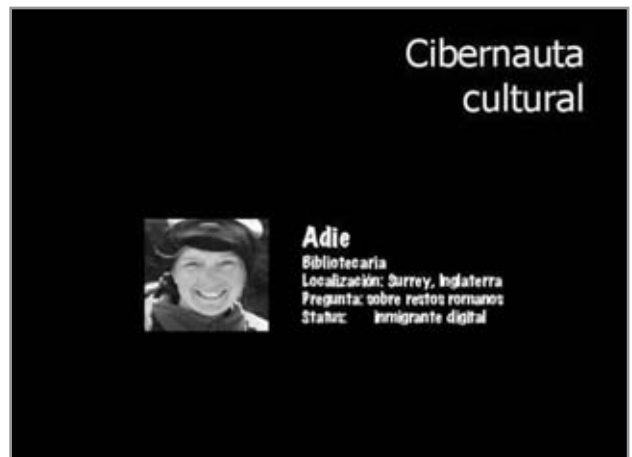 Cibernauta
cultural
Adie
Bibliotecaria
Localización: Surrey, Inglaterra
Pregunta: sobre restos romanos
Status: inmigrante digital